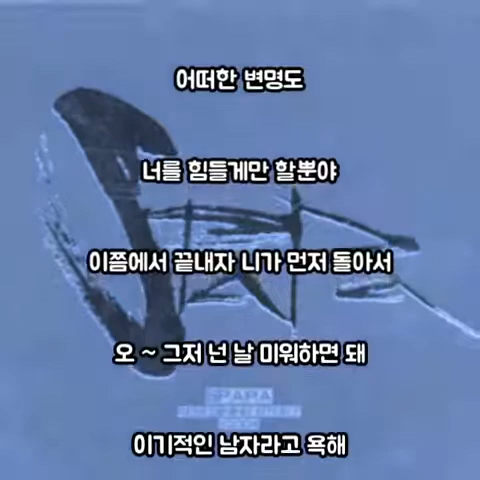 어떠한 변명도
너를 힘들게만 할뿐야
이쯤에서 끝내자 니가 먼저 돌아서
오 ~ 그저 넌 날 미워하면 돼
이기적인 남자라고 욕해